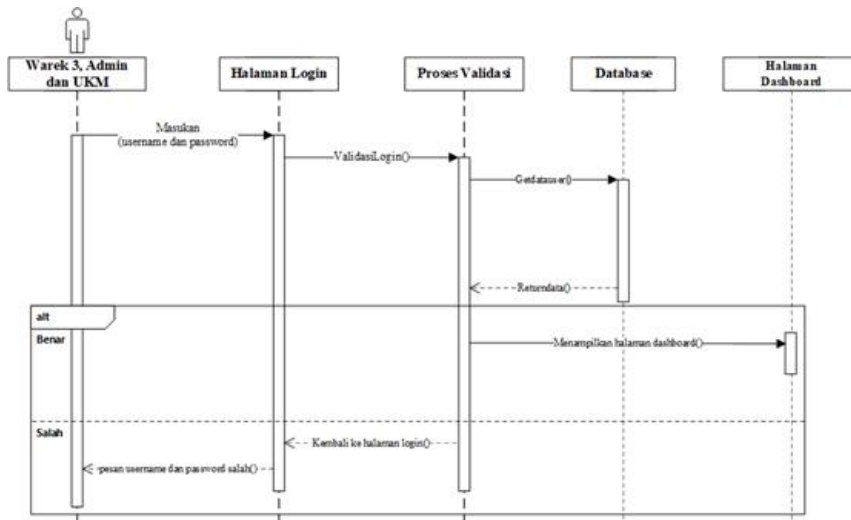 Warek 3, Admin
dan UKM
Halaman Login
Proses Validasi
Database
Halaman
Dashboard
Masukan
(username dan password)
ValidasiLogin()
Getdatauser()
Returndata()
alt
Benar
Menampilkan halaman dashboard()
Salah
Kembali ke halaman login()
pesan username dan password salah()